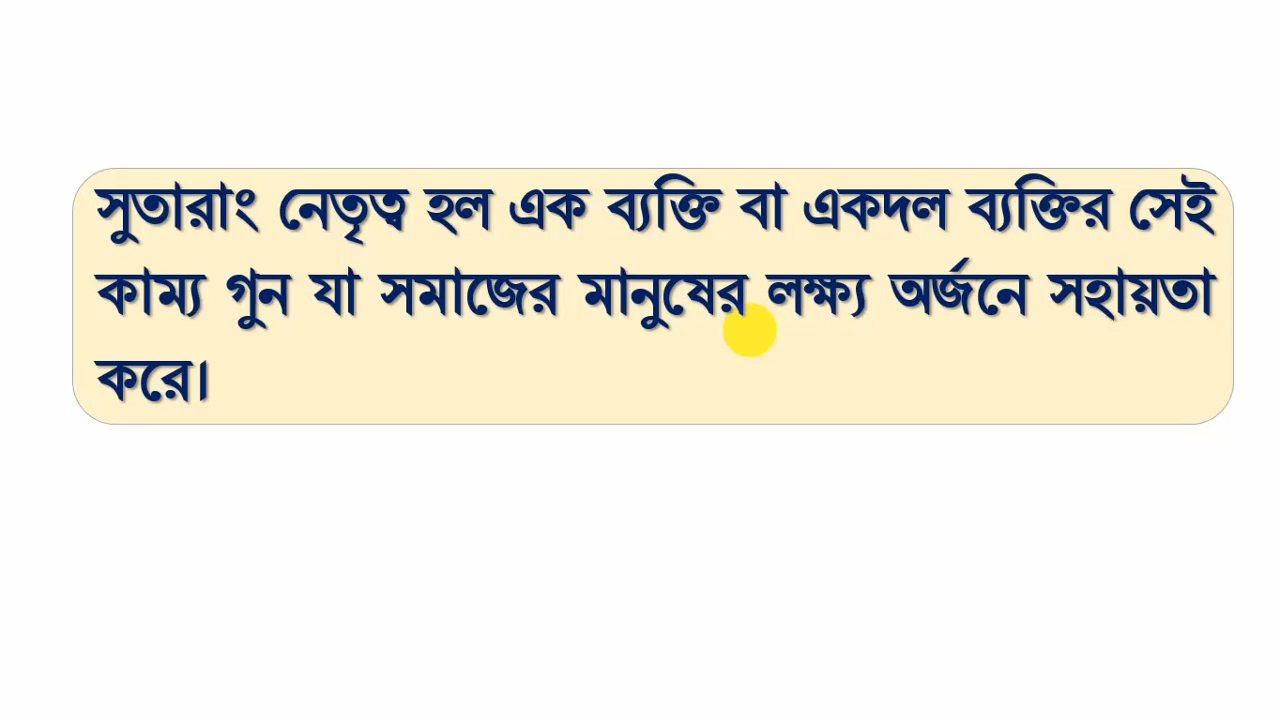 সুতারাং নেতৃত্ব হল এক ব্যক্তি বা একদল ব্যক্তির সেই
কাম্য গুন যা সমাজের মানুষের লক্ষ্য অর্জনে সহায়তা
করে।